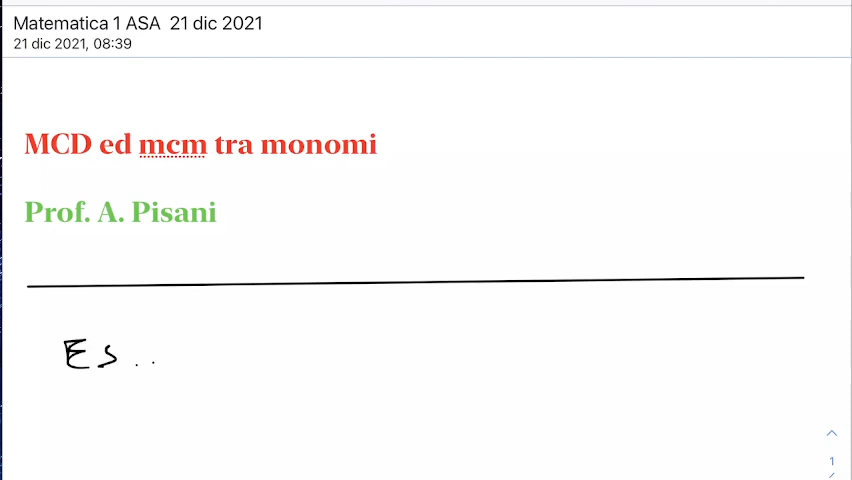 Matematica 1 ASA 21 dic 2021
21 dic 2021, 08:39
MCD ed mcm tra monomi
Prof. A. Pisani
Es ..
1